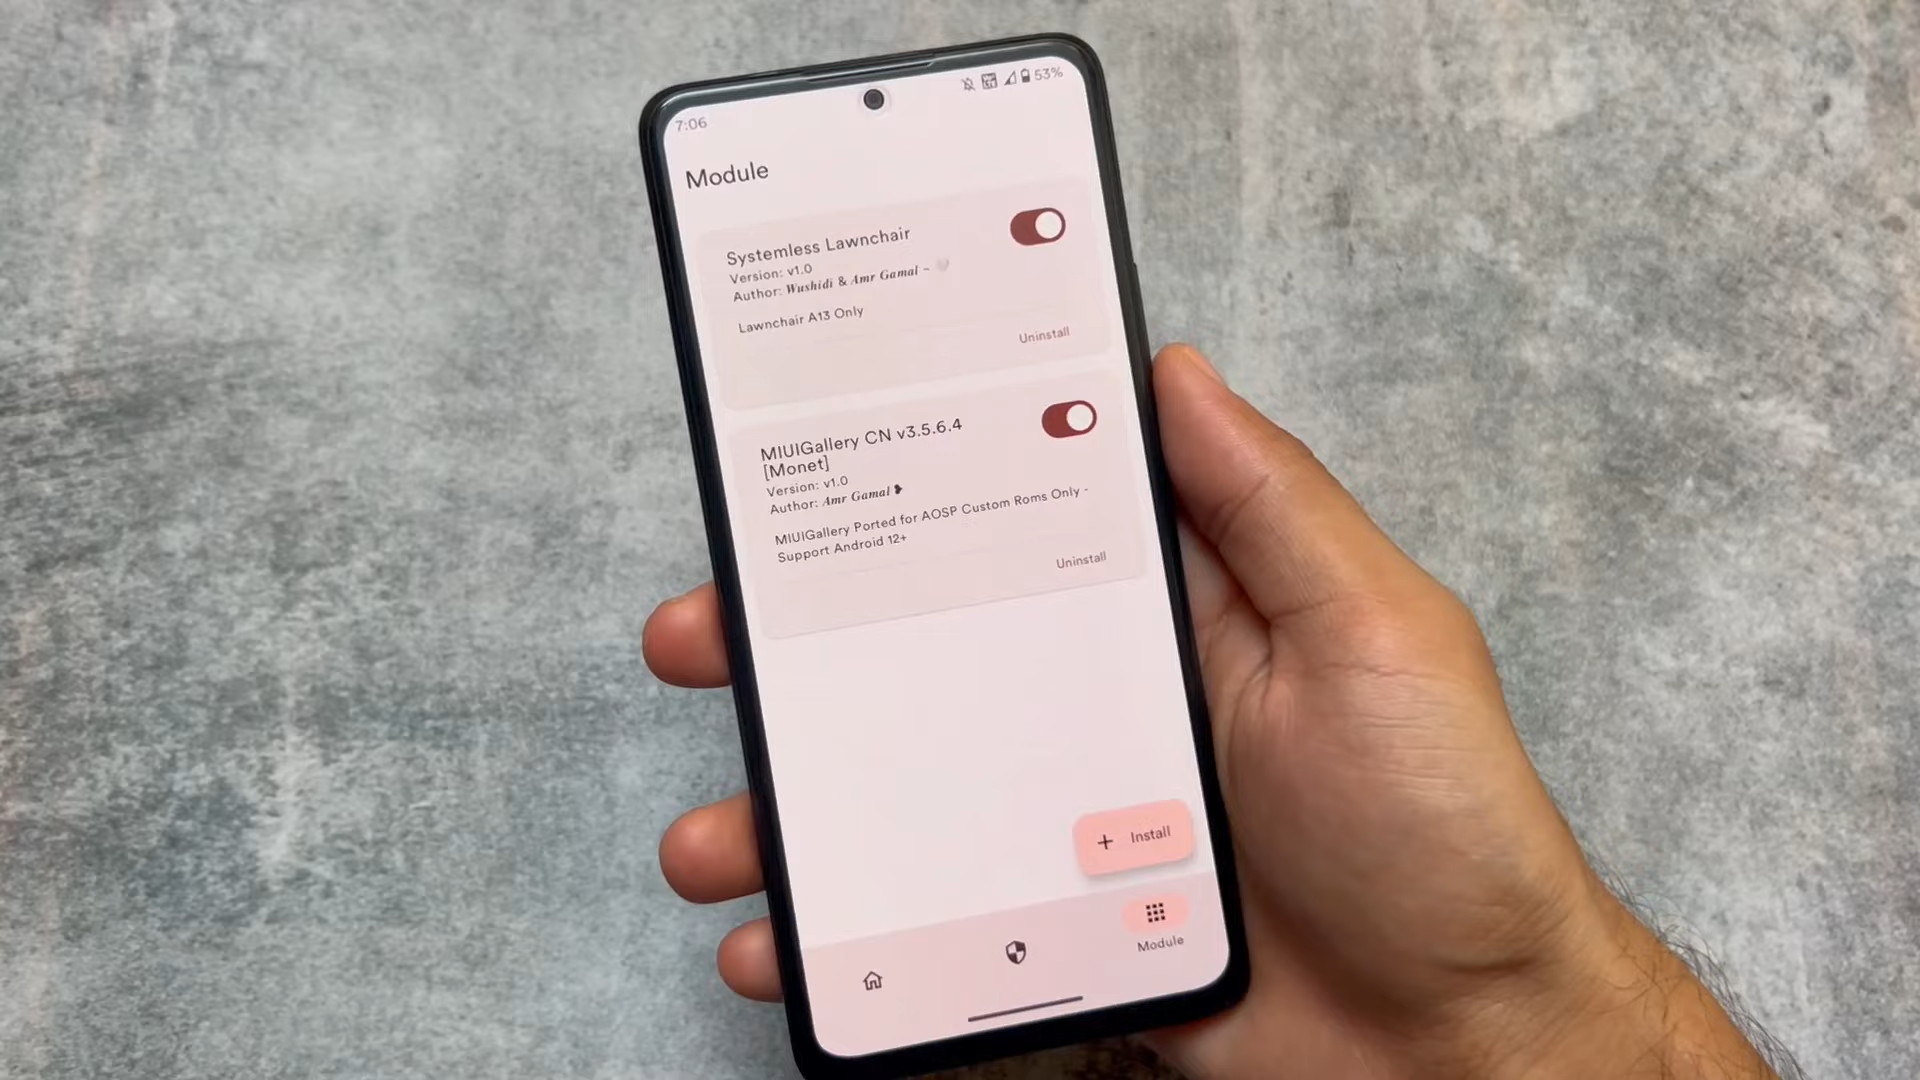 7:06
53%
Module
Systemless Lawnchair
Version: v1.0
Author: Wushidi & Amr Gamal ~
Lawnchair A13 Only
Uninstall
MIUIGallery CN v3.5.6.4
[Monet]
Version: v1.0
Author: Amr Gamal ❥
MIUIGallery Ported for AOSP Custom Roms Only -
Support Android 12+
Uninstall
+ Install
Module